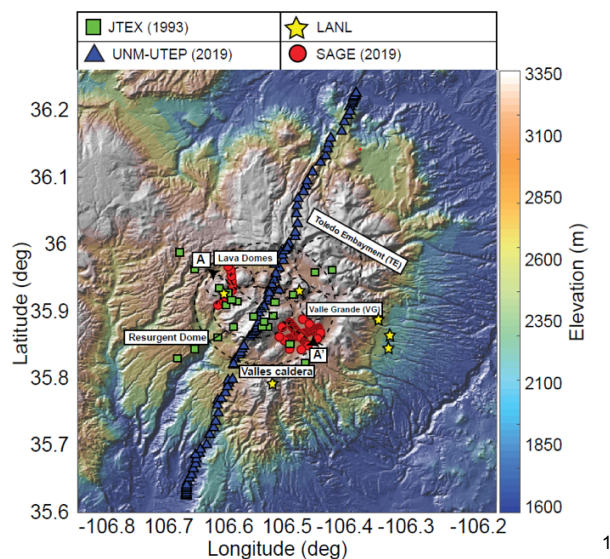 JTEX (1993)
LANL
UNM-UTEP (2019)
SAGE (2019)
36.2
36.1
36
35.9
35.8
35.7
35.6
Latitude (deg)
Toledo Embayment (TE)
A
Lava Domes
Valle Grande (VG)
Resurgent Dome
A'
Valles caldera
-106.8
-106.7
-106.6
-106.5
-106.4
-106.3
-106.2
Longitude (deg)
3350
3100
2850
2600
2350
2100
1850
1600
Elevation (m)
1